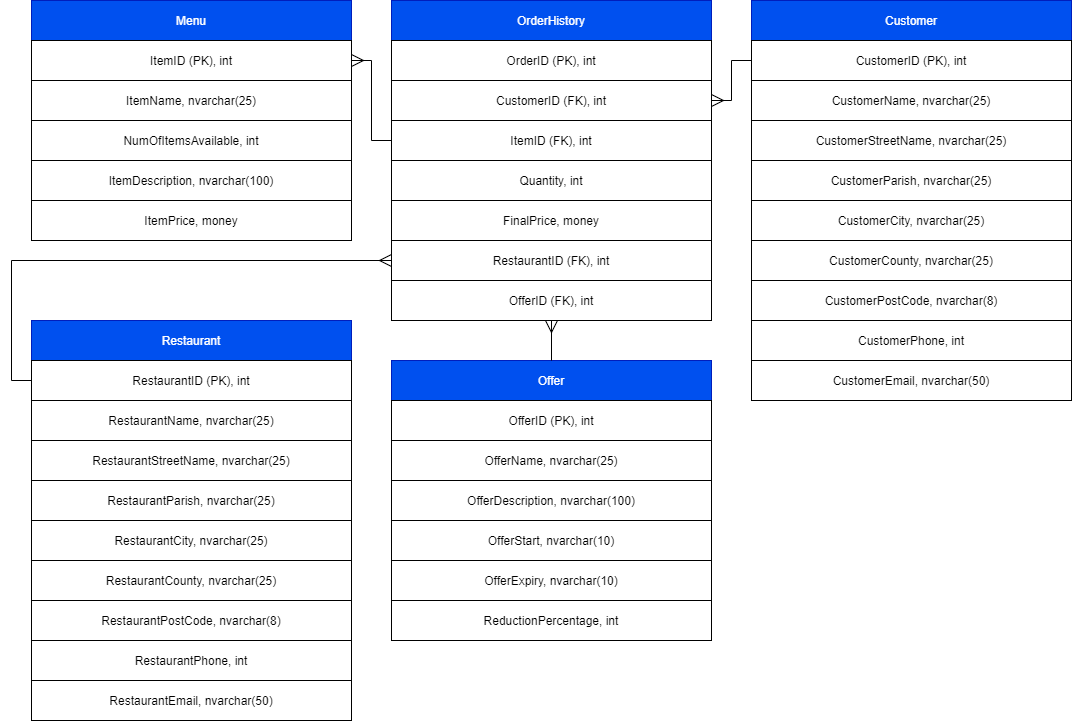 Menu
ItemID (PK), int
ItemName, nvarchar(25)
NumOfItemsAvailable, int
ItemDescription, nvarchar(100)
ItemPrice, money
OrderHistory
OrderID (PK), int
CustomerID (FK), int
ItemID (FK), int
Quantity, int
FinalPrice, money
RestaurantID (FK), int
OfferID (FK), int
Customer
CustomerID (PK), int
CustomerName, nvarchar(25)
CustomerStreetName, nvarchar(25)
CustomerParish, nvarchar(25)
CustomerCity, nvarchar(25)
CustomerCounty, nvarchar(25)
CustomerPostCode, nvarchar(8)
CustomerPhone, int
CustomerEmail, nvarchar(50)
Restaurant
RestaurantID (PK), int
RestaurantName, nvarchar(25)
RestaurantStreetName, nvarchar(25)
RestaurantParish, nvarchar(25)
RestaurantCity, nvarchar(25)
RestaurantCounty, nvarchar(25)
RestaurantPostCode, nvarchar(8)
RestaurantPhone, int
RestaurantEmail, nvarchar(50)
Offer
OfferID (PK), int
OfferName, nvarchar(25)
OfferDescription, nvarchar(100)
OfferStart, nvarchar(10)
OfferExpiry, nvarchar(10)
ReductionPercentage, int